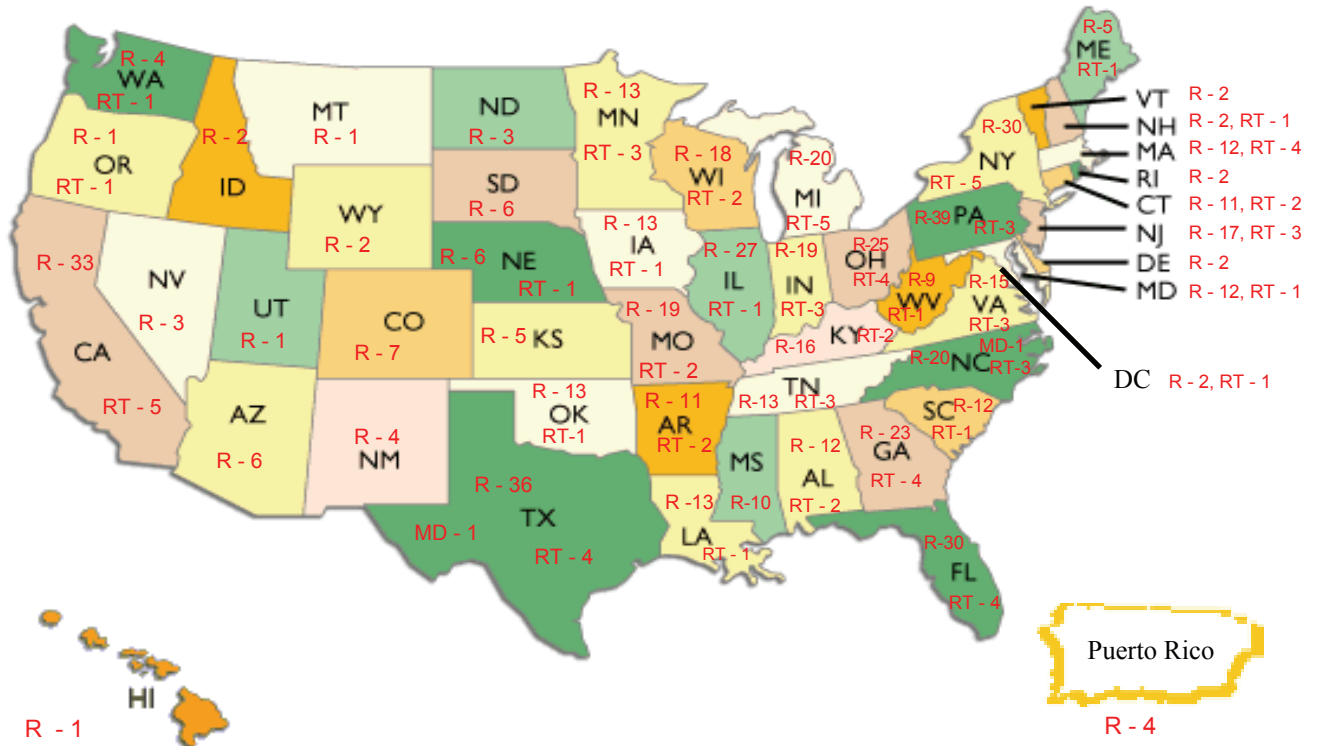 R - 4
WA
RT - 1
R - 1
OR
RT - 1
R - 2
ID
MT
R - 1
ND
R - 3
R - 13
MN
RT - 3
SD
R - 6
WY
R - 2
R - 18
WI
RT - 2
R-20
MI
RT-5
R-5
ME
RT-1
R-30
NY
RT - 5
VT R - 2
NH R - 2, RT - 1
MA R - 12, RT - 4
RI R - 2
CT R - 11, RT - 2
NJ R - 17, RT - 3
DE R - 2
MD R - 12, RT - 1
DC R - 2, RT - 1
R-39 PA
RT-3
R - 33
CA
RT - 5
NV
R - 3
UT
R - 1
CO
R - 7
R - 6 NE
RT - 1
R - 13
IA
RT - 1
R - 27
IL
RT - 1
R-19
IN
RT-3
R-25
OH
RT-4
R-9
WV
RT-1
R-15
VA
RT-3
R - 5 KS
R - 19
MO
RT - 2
KY RT-2
R-16
MD-1
R-20 NC
RT-3
TN
R-13 RT-3
AZ
R - 6
R - 4
NM
R - 13
OK
RT-1
R - 11
AR
RT - 2
MS
R-10
R - 12
AL
RT - 2
R - 23
GA
RT - 4
SC R-12
RT-1
R - 36
TX
MD - 1
RT - 4
R -13
LA
RT - 1
R-30
FL
RT - 4
HI
R - 1
Puerto Rico
R - 4